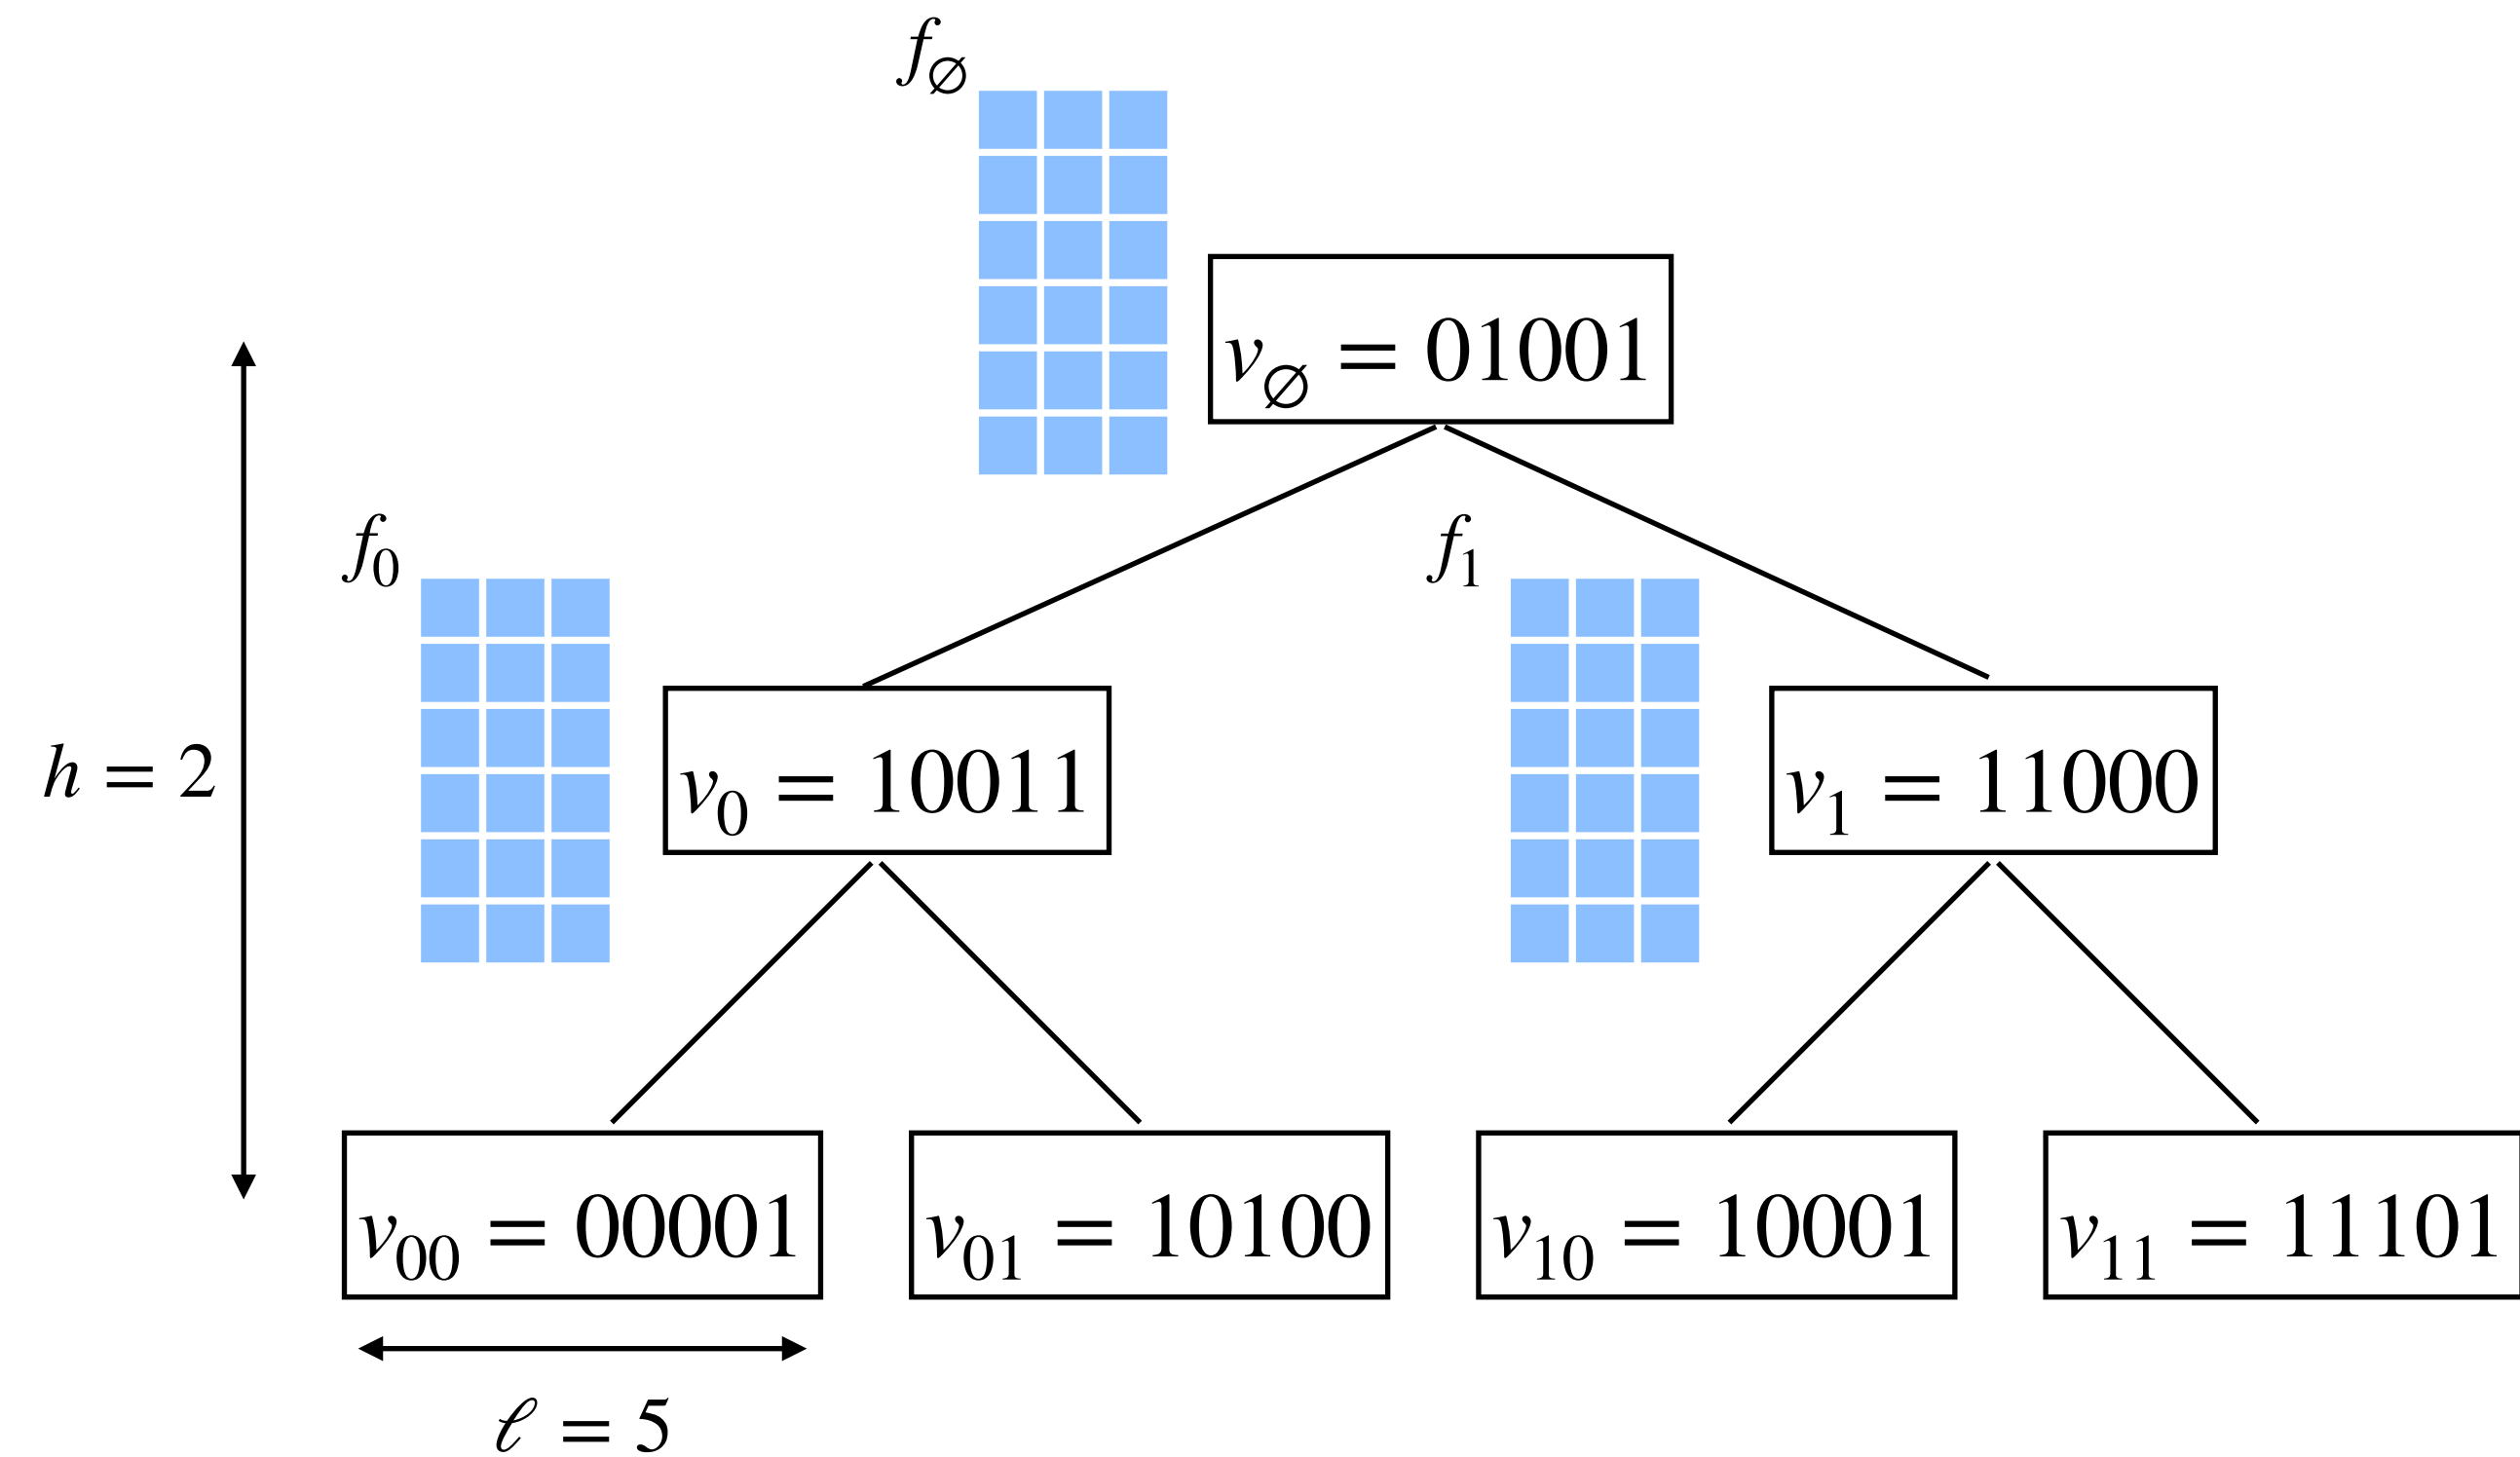 f∅
v∅ = 01001
f0
f1
h = 2
v0 = 10011
v1 = 11000
v00 = 00001
v01 = 10100
v10 = 10001
v11 = 11101
ℓ = 5